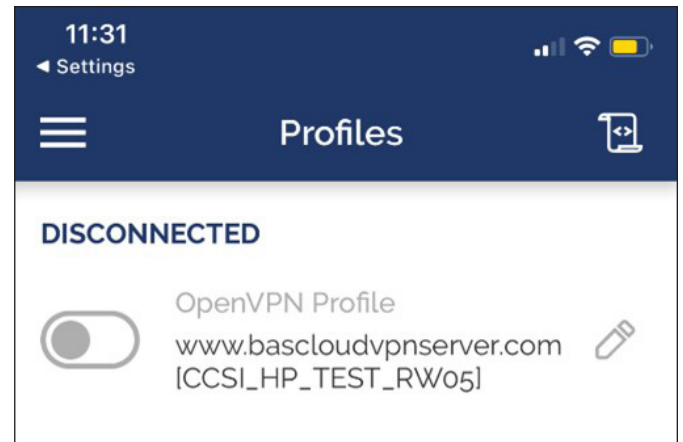 11:31
◀ Settings
Profiles
DISCONNECTED
OpenVPN Profile
www.bascloudvpnserver.com
[CCSI_HP_TEST_RW05]